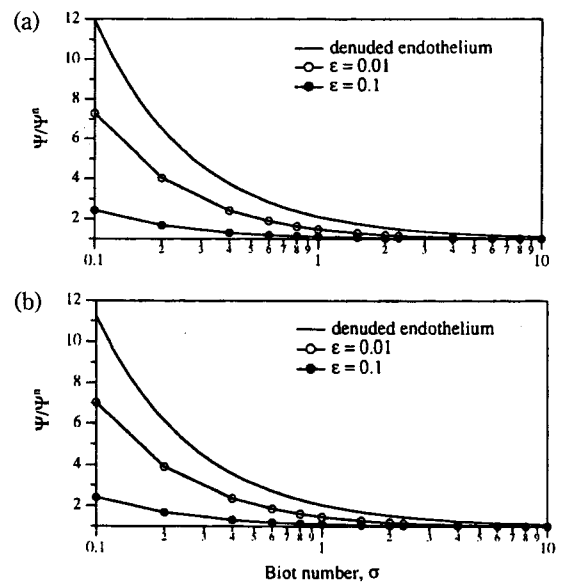 (a)
12
10
8
6
4
2
Ψ/Ψⁿ
denuded endothelium
ε = 0.01
ε = 0.1
0.1 2 3 4 5 6 7 8 9 1 2 3 4 5 6 7 8 9 10
(b)
12
10
8
6
4
2
Ψ/Ψⁿ
denuded endothelium
ε = 0.01
ε = 0.1
0.1 2 3 4 5 6 7 8 9 1 2 3 4 5 6 7 8 9 10
Biot number, σ